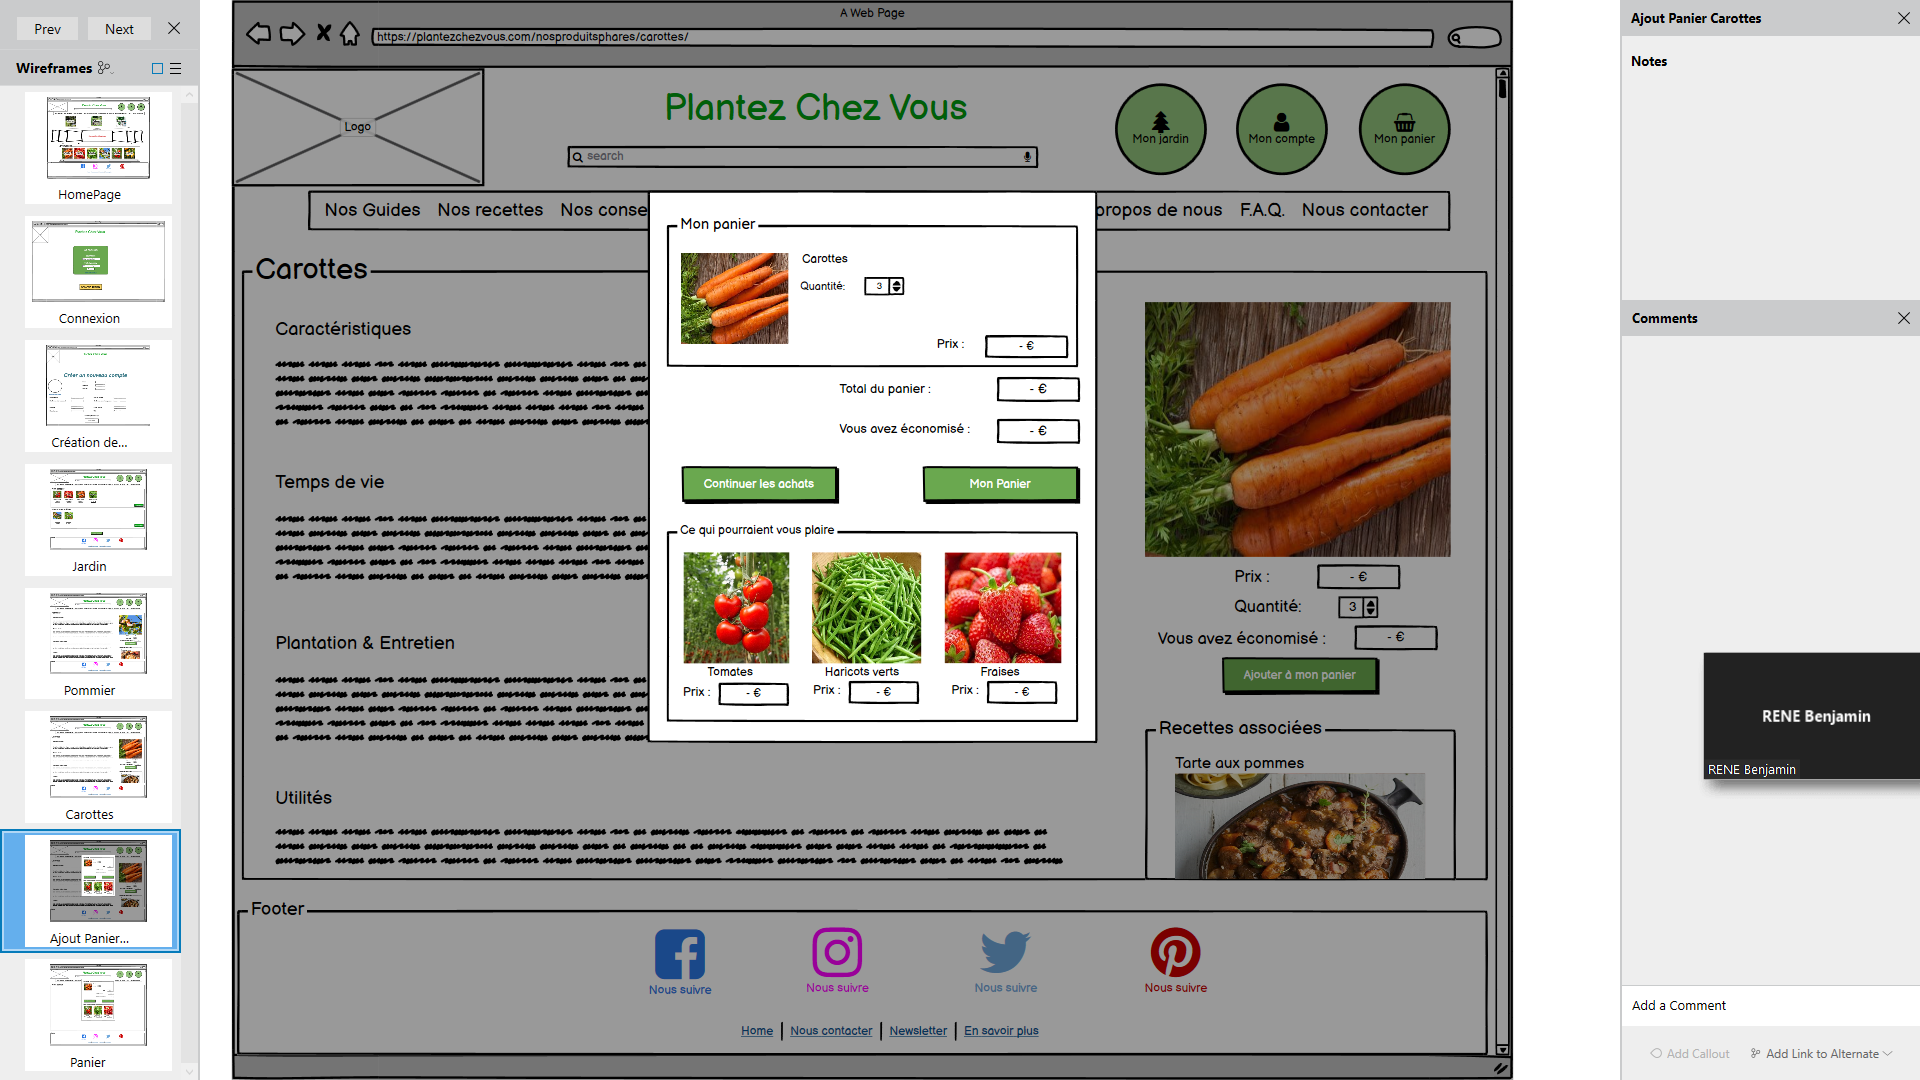 Prev Next
Wireframes
HomePage
Connexion
Création de...
Jardin
Pommier
Carottes
Ajout Panier...
Panier
A Web Page
https://plantezchezvous.com/nosproduitsphares/carottes/
Logo
Plantez Chez Vous
search
Mon jardin
Mon compte
Mon panier
Nos Guides Nos recettes Nos conse
propos de nous F.A.Q. Nous contacter
Carottes
Caractéristiques
Temps de vie
Plantation & Entretien
Utilités
Mon panier
Carottes
Quantité: 3
Prix : - €
Total du panier : - €
Vous avez économisé : - €
Continuer les achats
Mon Panier
Ce qui pourraient vous plaire
Tomates
Prix : - €
Haricots verts
Prix : - €
Fraises
Prix : - €
Prix : - €
Quantité: 3
Vous avez économisé : - €
Ajouter à mon panier
Recettes associées
Tarte aux pommes
Footer
Nous suivre
Nous suivre
Nous suivre
Nous suivre
Home Nous contacter Newsletter En savoir plus
Ajout Panier Carottes
Notes
Comments
RENE Benjamin
RENE Benjamin
Add a Comment
Add Callout Add Link to Alternate